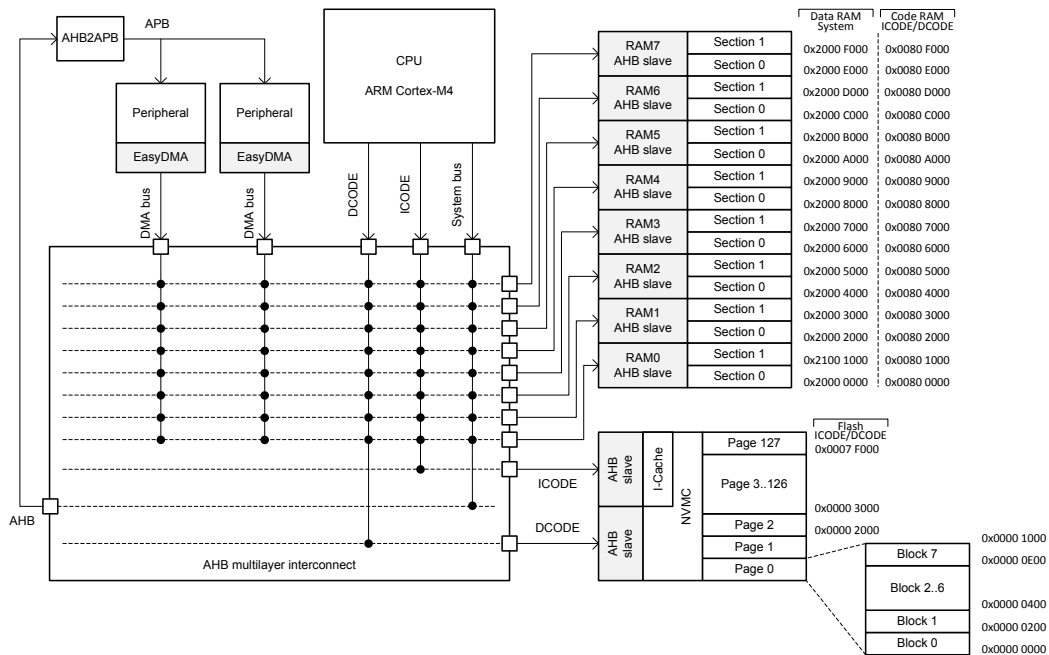 Data RAM
System
Code RAM
ICODE/DCODE
AHB2APB
APB
CPU
ARM Cortex-M4
Peripheral
EasyDMA
Peripheral
EasyDMA
DMA bus
DMA bus
DCODE
ICODE
System bus
RAM7
AHB slave
Section 1
0x2000 F000
0x0080 F000
Section 0
0x2000 E000
0x0080 E000
RAM6
AHB slave
Section 1
0x2000 D000
0x0080 D000
Section 0
0x2000 C000
0x0080 C000
RAM5
AHB slave
Section 1
0x2000 B000
0x0080 B000
Section 0
0x2000 A000
0x0080 A000
RAM4
AHB slave
Section 1
0x2000 9000
0x0080 9000
Section 0
0x2000 8000
0x0080 8000
RAM3
AHB slave
Section 1
0x2000 7000
0x0080 7000
Section 0
0x2000 6000
0x0080 6000
RAM2
AHB slave
Section 1
0x2000 5000
0x0080 5000
Section 0
0x2000 4000
0x0080 4000
RAM1
AHB slave
Section 1
0x2000 3000
0x0080 3000
Section 0
0x2000 2000
0x0080 2000
RAM0
AHB slave
Section 1
0x2100 1000
0x0080 1000
Section 0
0x2000 0000
0x0080 0000
AHB
AHB multilayer interconnect
ICODE
DCODE
AHB
slave
AHB
slave
I-Cache
NVMC
Flash
ICODE/DCODE
Page 127
0x0007 F000
Page 3..126
0x0000 3000
Page 2
0x0000 2000
Page 1
Page 0
0x0000 1000
Block 7
0x0000 0E00
Block 2..6
0x0000 0400
Block 1
0x0000 0200
Block 0
0x0000 0000